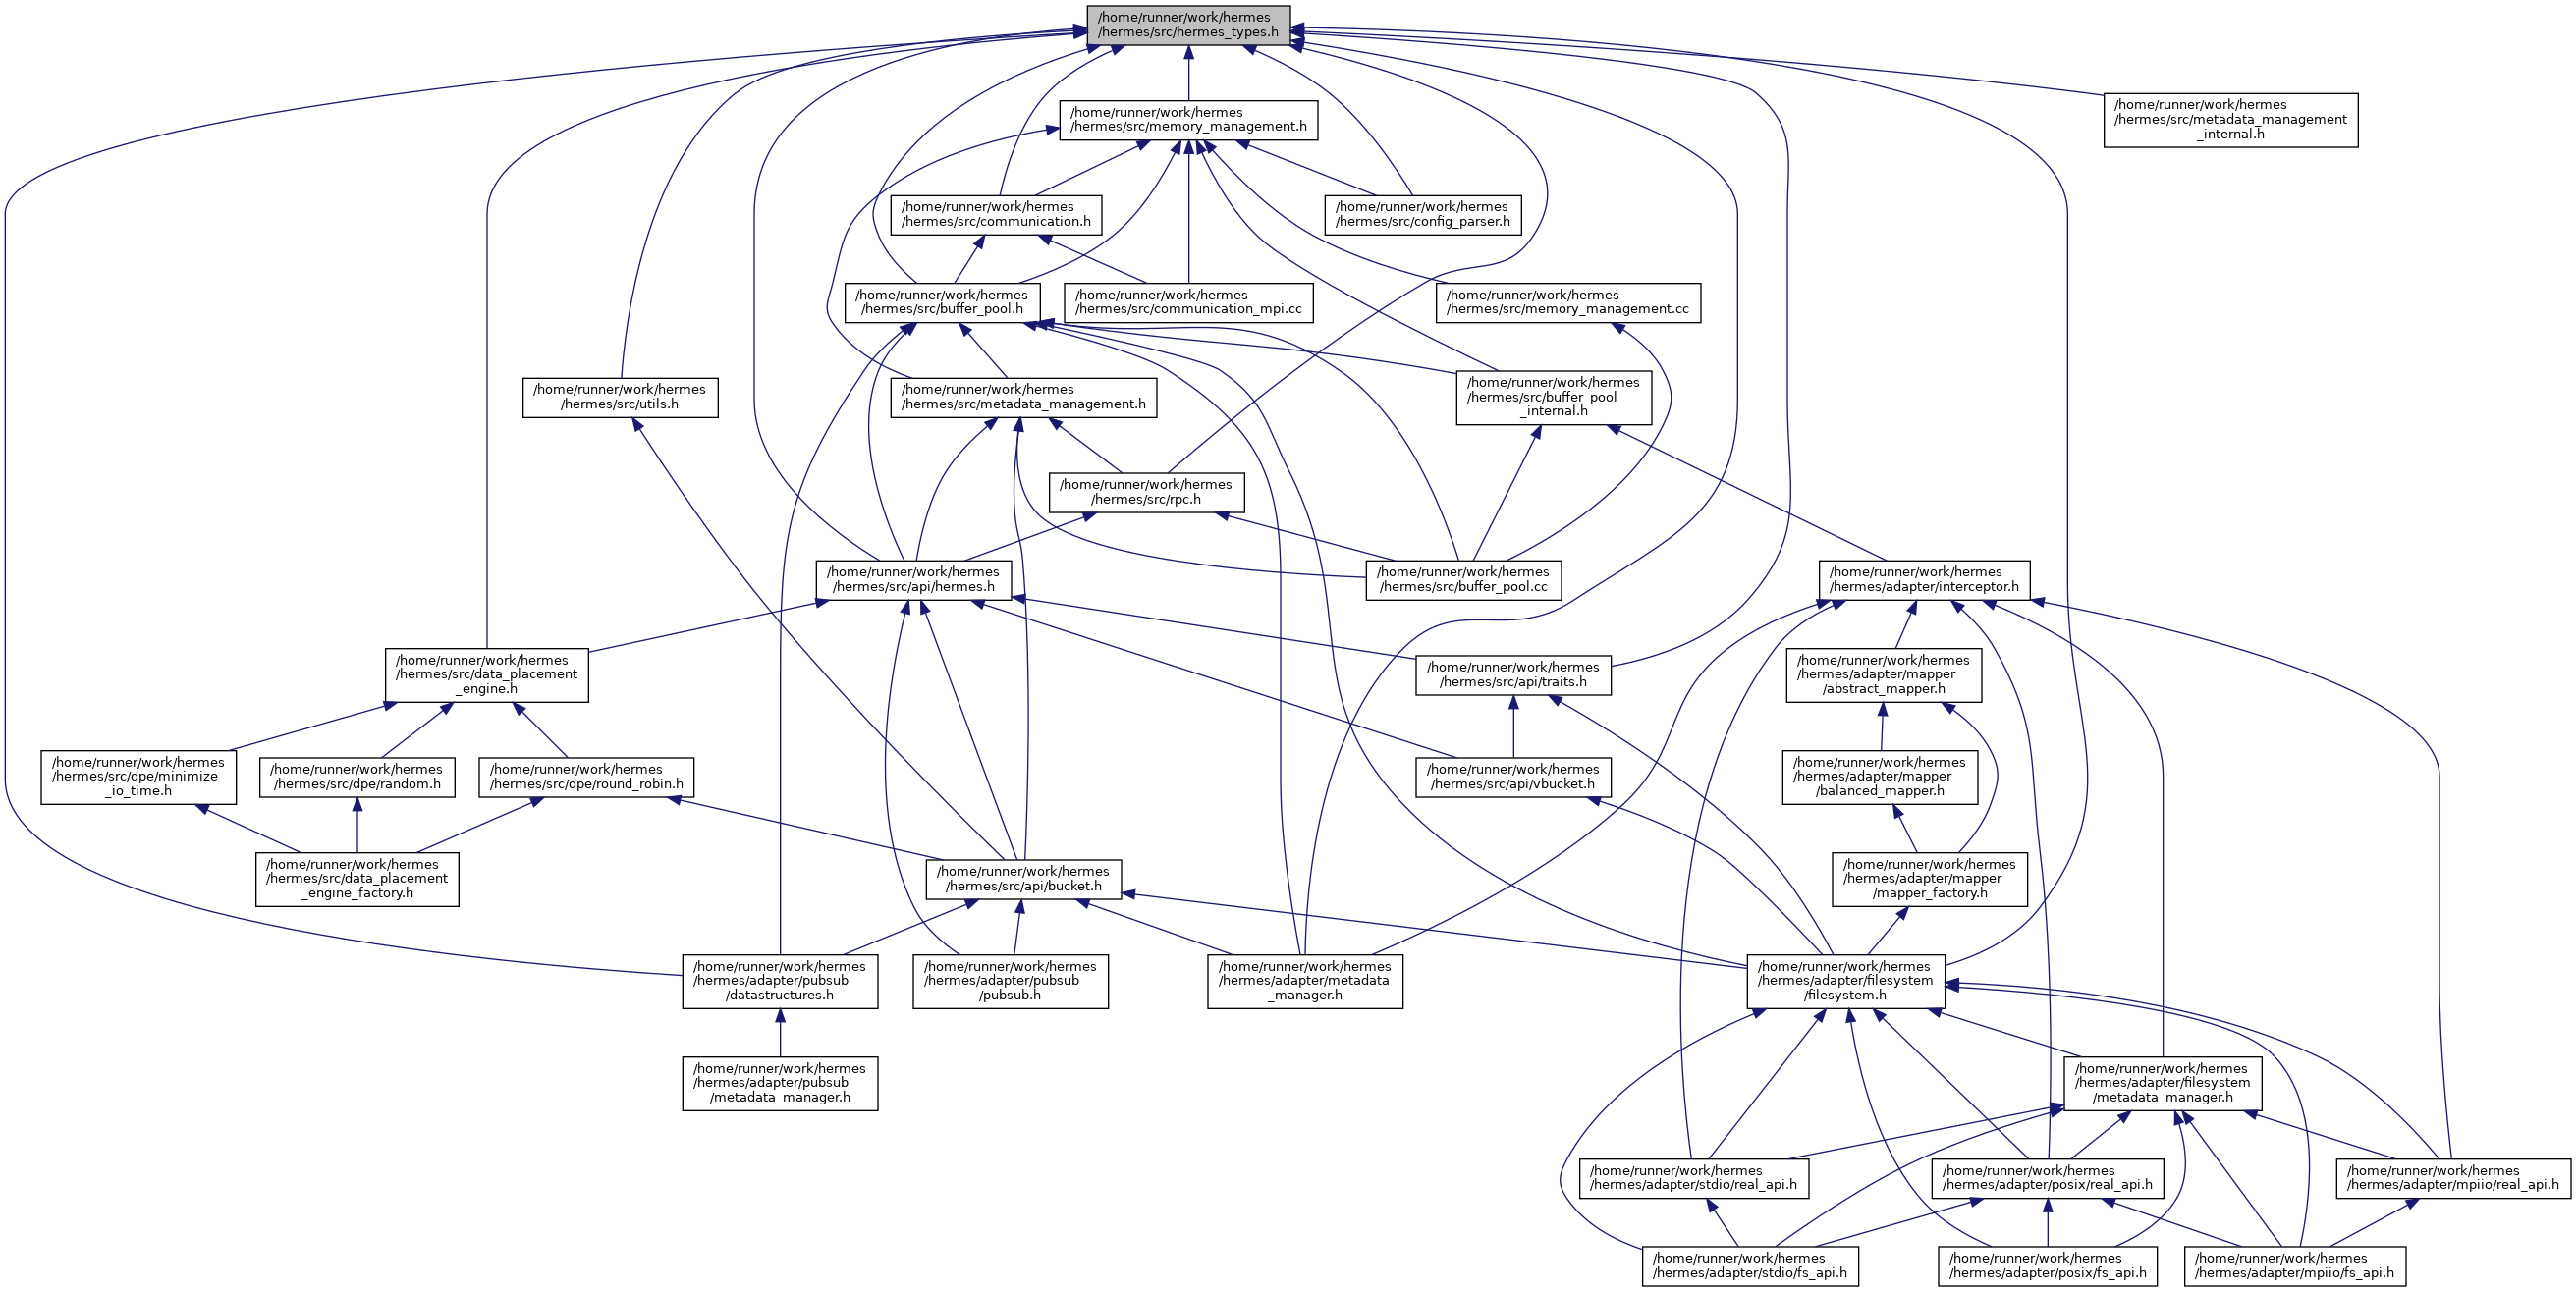 /home/runner/work/hermes
/hermes/src/hermes_types.h
/home/runner/work/hermes
/hermes/src/metadata_management
_internal.h
/home/runner/work/hermes
/hermes/src/memory_management.h
/home/runner/work/hermes
/hermes/src/communication.h
/home/runner/work/hermes
/hermes/src/config_parser.h
/home/runner/work/hermes
/hermes/src/buffer_pool.h
/home/runner/work/hermes
/hermes/src/communication_mpi.cc
/home/runner/work/hermes
/hermes/src/memory_management.cc
/home/runner/work/hermes
/hermes/src/utils.h
/home/runner/work/hermes
/hermes/src/metadata_management.h
/home/runner/work/hermes
/hermes/src/buffer_pool
_internal.h
/home/runner/work/hermes
/hermes/src/rpc.h
/home/runner/work/hermes
/hermes/src/api/hermes.h
/home/runner/work/hermes
/hermes/src/buffer_pool.cc
/home/runner/work/hermes
/hermes/adapter/interceptor.h
/home/runner/work/hermes
/hermes/src/data_placement
_engine.h
/home/runner/work/hermes
/hermes/src/api/traits.h
/home/runner/work/hermes
/hermes/adapter/mapper
/abstract_mapper.h
/home/runner/work/hermes
/hermes/src/dpe/minimize
_io_time.h
/home/runner/work/hermes
/hermes/src/dpe/random.h
/home/runner/work/hermes
/hermes/src/dpe/round_robin.h
/home/runner/work/hermes
/hermes/src/api/vbucket.h
/home/runner/work/hermes
/hermes/adapter/mapper
/balanced_mapper.h
/home/runner/work/hermes
/hermes/src/data_placement
_engine_factory.h
/home/runner/work/hermes
/hermes/src/api/bucket.h
/home/runner/work/hermes
/hermes/adapter/mapper
/mapper_factory.h
/home/runner/work/hermes
/hermes/adapter/pubsub
/datastructures.h
/home/runner/work/hermes
/hermes/adapter/pubsub
/pubsub.h
/home/runner/work/hermes
/hermes/adapter/metadata
_manager.h
/home/runner/work/hermes
/hermes/adapter/filesystem
/filesystem.h
/home/runner/work/hermes
/hermes/adapter/pubsub
/metadata_manager.h
/home/runner/work/hermes
/hermes/adapter/filesystem
/metadata_manager.h
/home/runner/work/hermes
/hermes/adapter/stdio/real_api.h
/home/runner/work/hermes
/hermes/adapter/posix/real_api.h
/home/runner/work/hermes
/hermes/adapter/mpiio/real_api.h
/home/runner/work/hermes
/hermes/adapter/stdio/fs_api.h
/home/runner/work/hermes
/hermes/adapter/posix/fs_api.h
/home/runner/work/hermes
/hermes/adapter/mpiio/fs_api.h